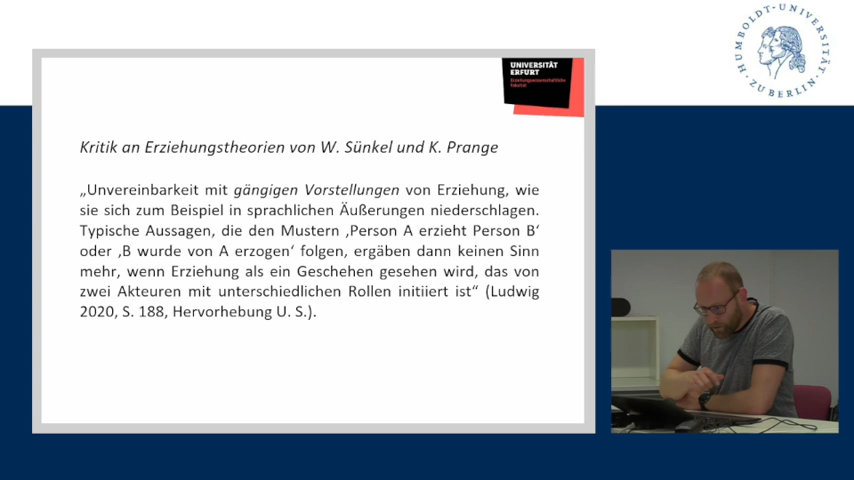 HUMBOLDT-UNIVERSITÄT
ZU BERLIN
UNIVERSITÄT
ERFURT
Erziehungswissenschaftliche
Fakultät
Kritik an Erziehungstheorien von W. Sünkel und K. Prange
„Unvereinbarkeit mit gängigen Vorstellungen von Erziehung, wie
sie sich zum Beispiel in sprachlichen Äußerungen niederschlagen.
Typische Aussagen, die den Mustern ‚Person A erzieht Person B‘
oder ‚B wurde von A erzogen‘ folgen, ergäben dann keinen Sinn
mehr, wenn Erziehung als ein Geschehen gesehen wird, das von
zwei Akteuren mit unterschiedlichen Rollen initiiert ist“ (Ludwig
2020, S. 188, Hervorhebung U. S.).